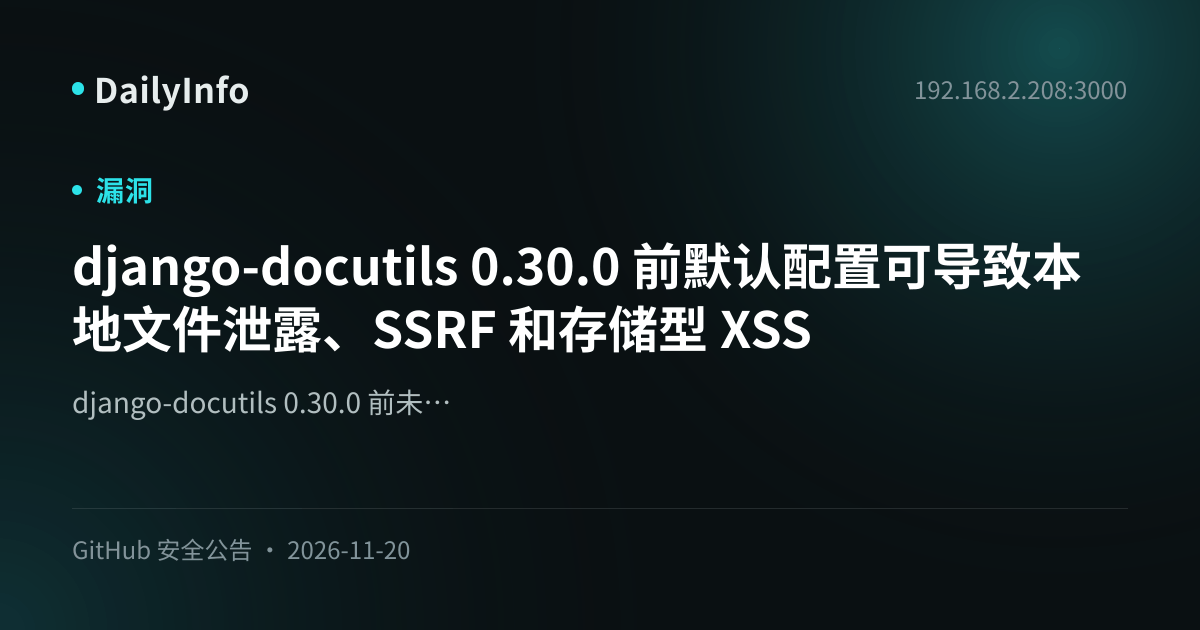 DailyInfo
192.168.2.208:3000
漏洞
django-docutils 0.30.0 前默认配置可导致本
地文件泄露、SSRF 和存储型 XSS
django-docutils 0.30.0 前未…
GitHub 安全公告 • 2026-11-20